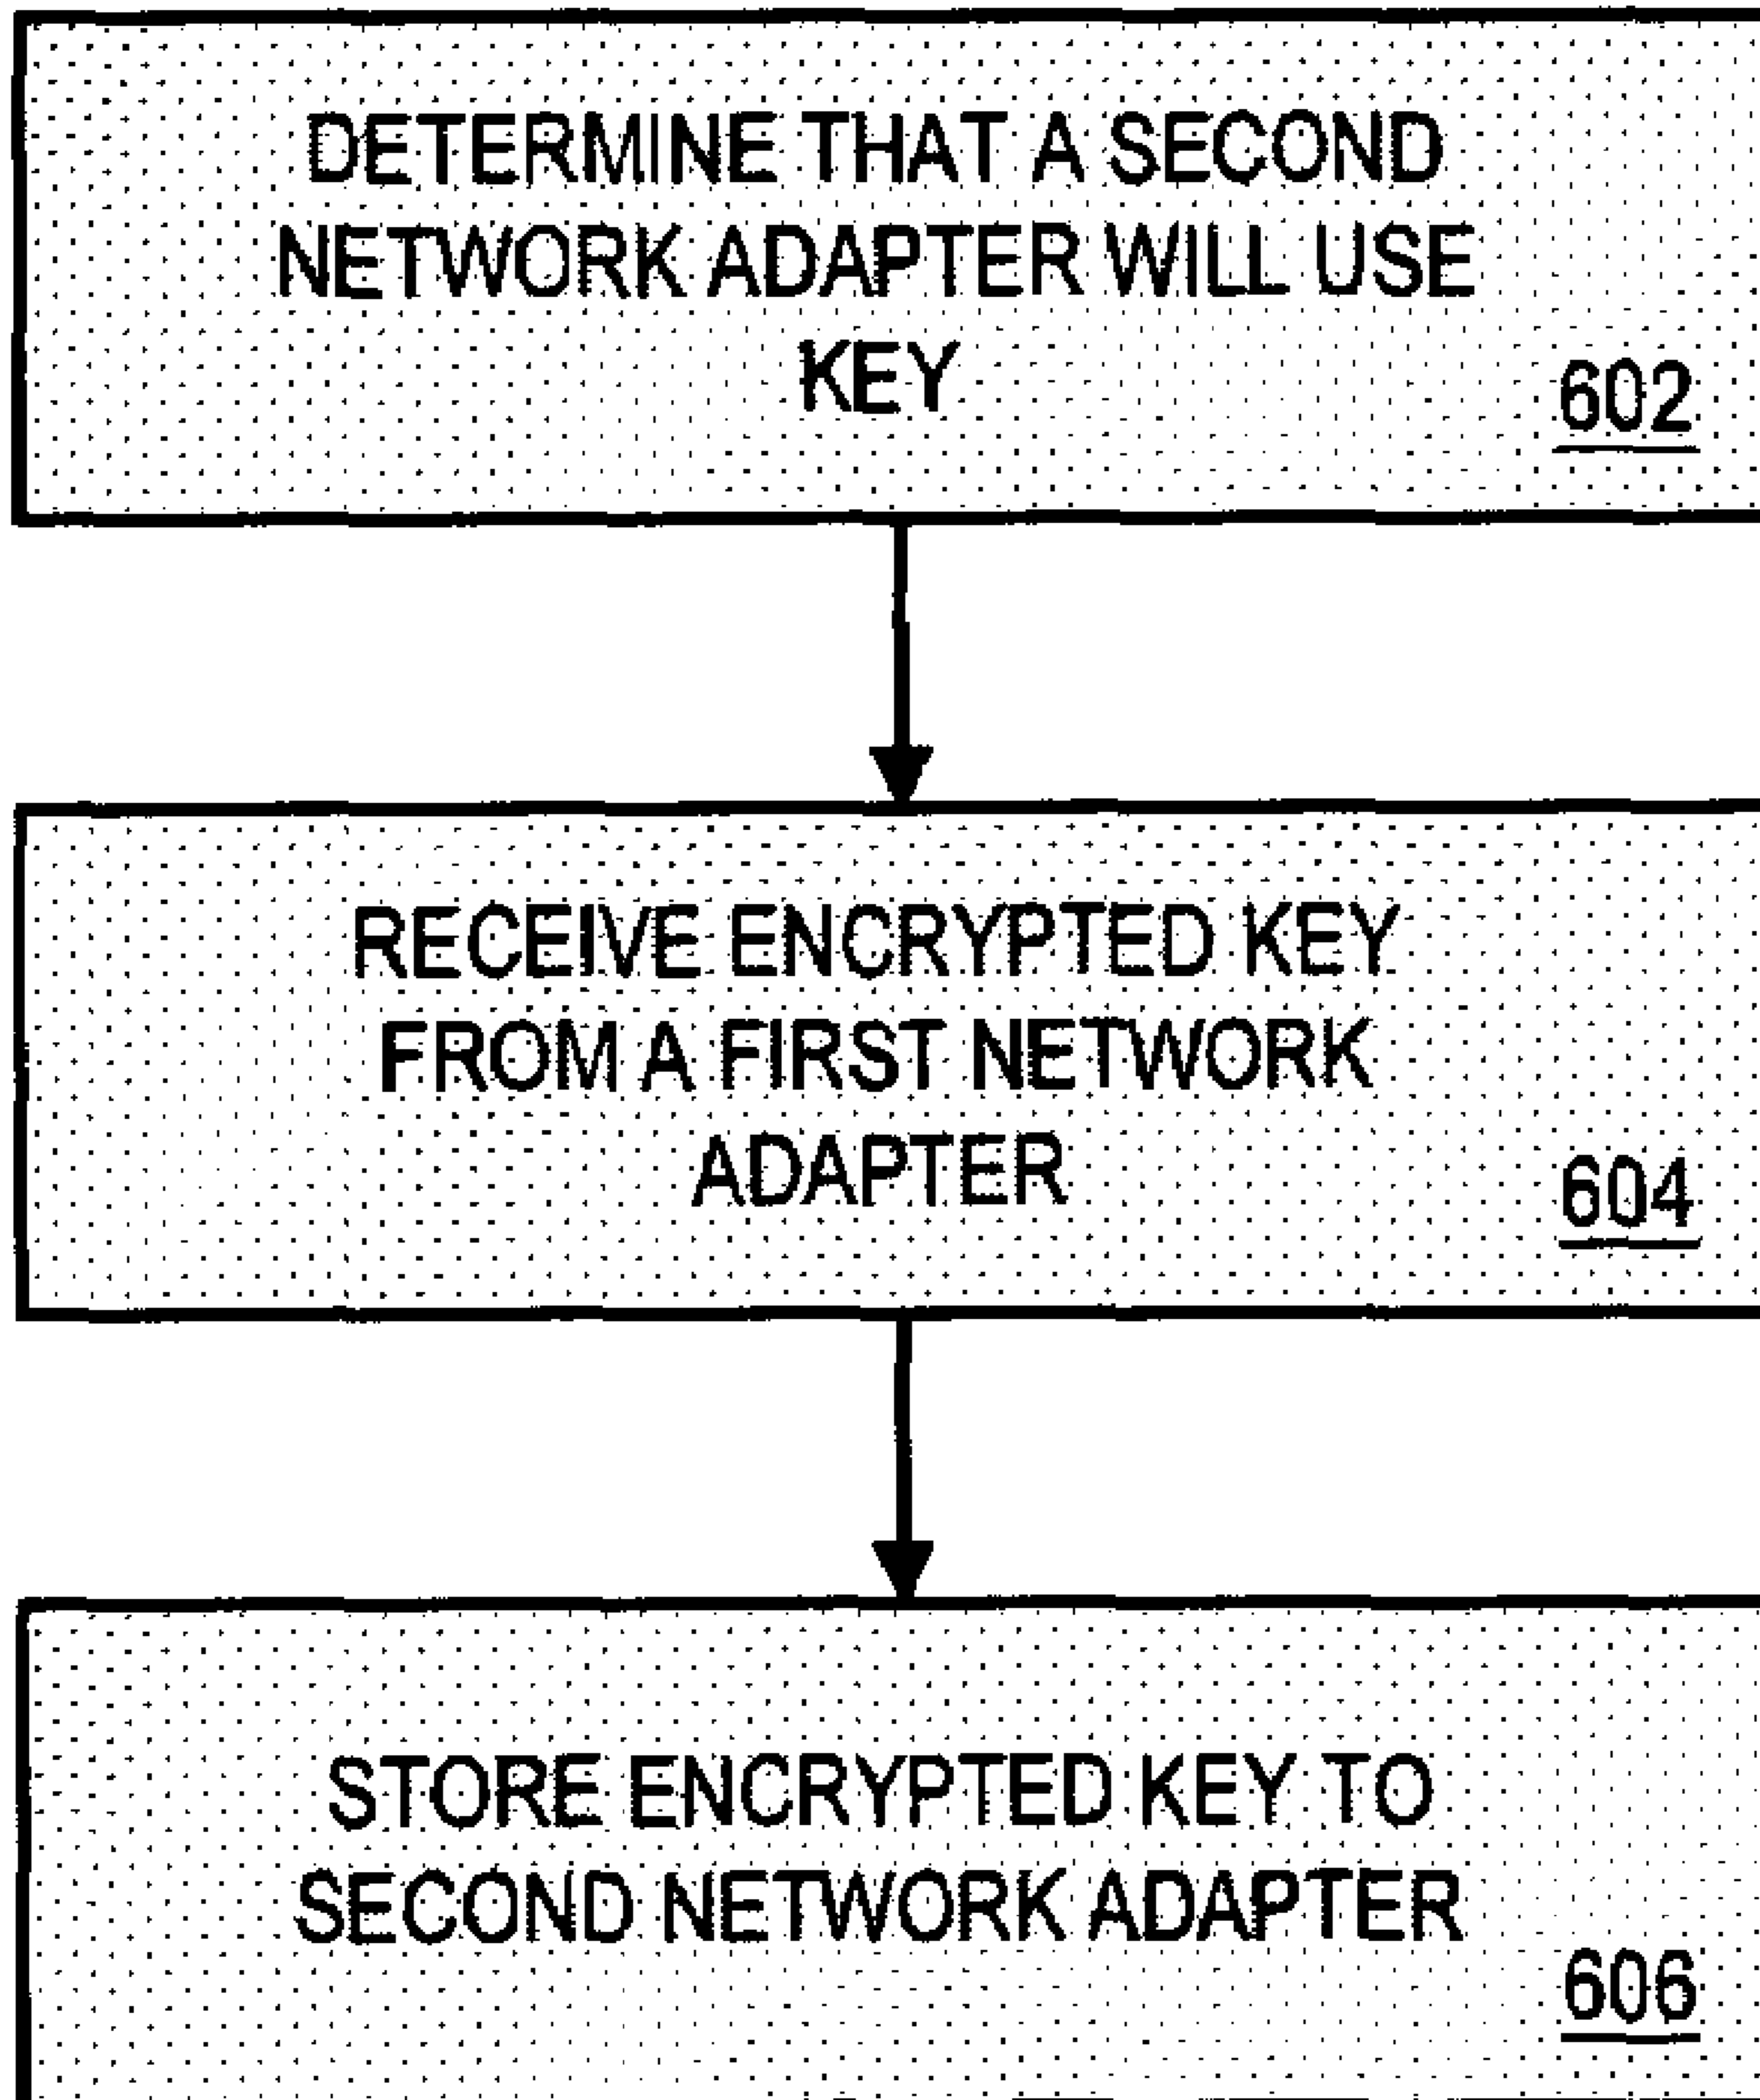 DETERMINE THAT A SECOND
NETWORK ADAPTER WILL USE
KEY
602
RECEIVE ENCRYPTED KEY
FROM A FIRST NETWORK
ADAPTER
604
STORE ENCRYPTED KEY TO
SECOND NETWORK ADAPTER
606